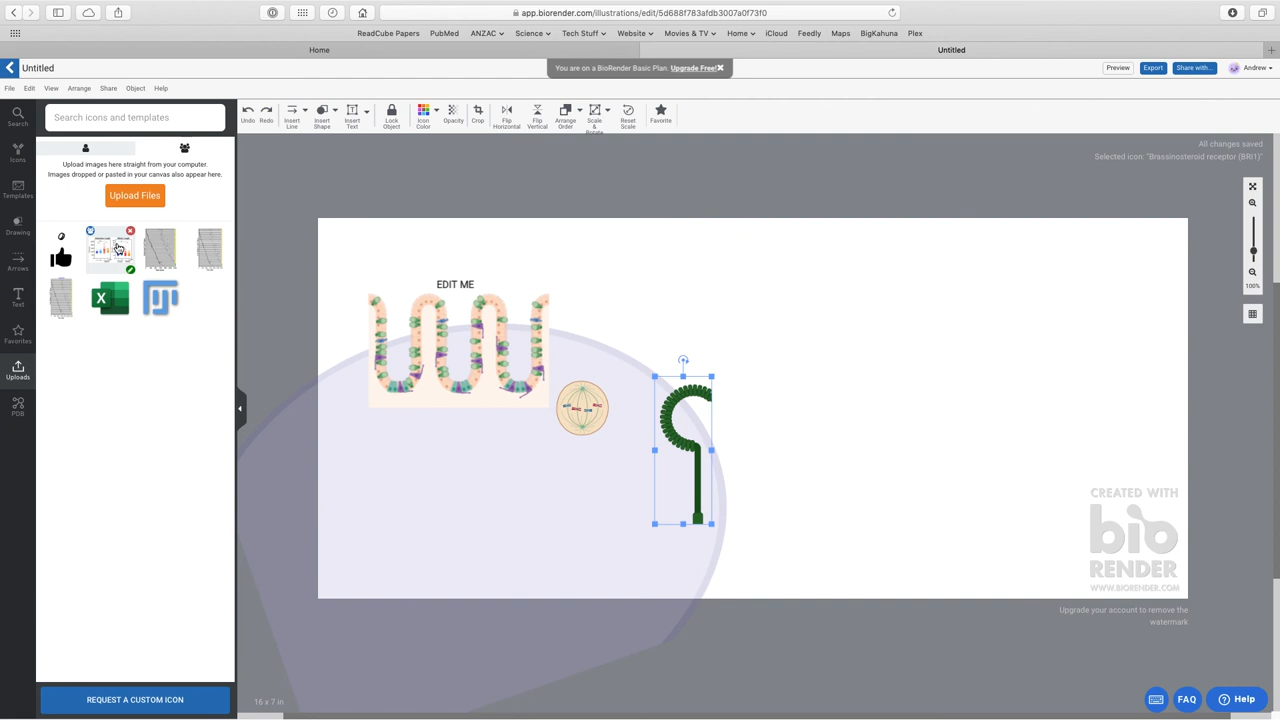 app.biorender.com/illustrations/edit/5d688f783afdb3007a0f73f0
ReadCube Papers PubMed ANZAC Science Tech Stuff Website Movies & TV Home iCloud Feedly Maps BigKahuna Plex
Home Untitled
Untitled
You are on a BioRender Basic Plan. Upgrade Free!
Preview Export Share with... Andrew
File Edit View Arrange Share Object Help
Search
Search icons and templates
Undo Redo Insert Line Insert Shape Insert Text Lock Object Icon Color Opacity Crop Flip Horizontal Flip Vertical Arrange Order Scale & Rotate Reset Scale Favorite
All changes saved
Selected icon: "Brassinosteroid receptor (BRI1)"
Icons
Upload images here straight from your computer.
Images dropped or pasted in your canvas also appear here.
Templates
Upload Files
Drawing
Arrows
Text
Favorites
Uploads
PDB
X
EDIT ME
100%
CREATED WITH
bio
RENDER
WWW.BIORENDER.COM
Upgrade your account to remove the
watermark
REQUEST A CUSTOM ICON
16 x 7 in
FAQ
Help